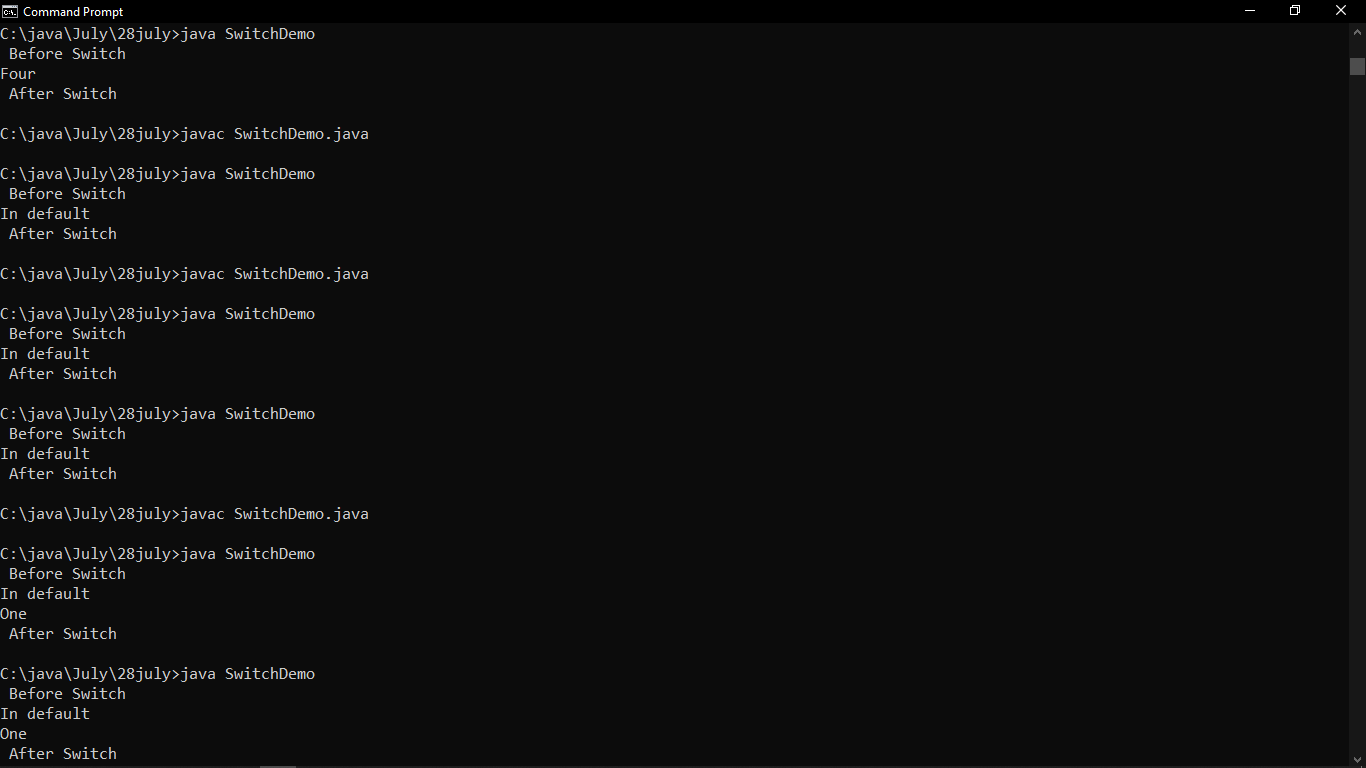 Command Prompt
C:\java\July\28july>java SwitchDemo
 Before Switch
Four
 After Switch

C:\java\July\28july>javac SwitchDemo.java

C:\java\July\28july>java SwitchDemo
 Before Switch
In default
 After Switch

C:\java\July\28july>javac SwitchDemo.java

C:\java\July\28july>java SwitchDemo
 Before Switch
In default
 After Switch

C:\java\July\28july>java SwitchDemo
 Before Switch
In default
 After Switch

C:\java\July\28july>javac SwitchDemo.java

C:\java\July\28july>java SwitchDemo
 Before Switch
In default
One
 After Switch

C:\java\July\28july>java SwitchDemo
 Before Switch
In default
One
 After Switch